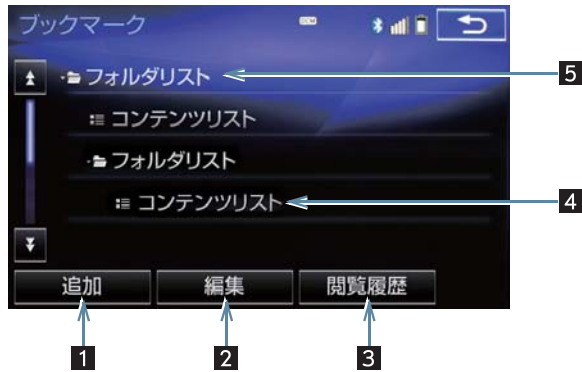 ブックマーク
DCM
フォルダリスト
5
コンテンツリスト
フォルダリスト
コンテンツリスト
4
追加 編集 閲覧履歴
1 2 3